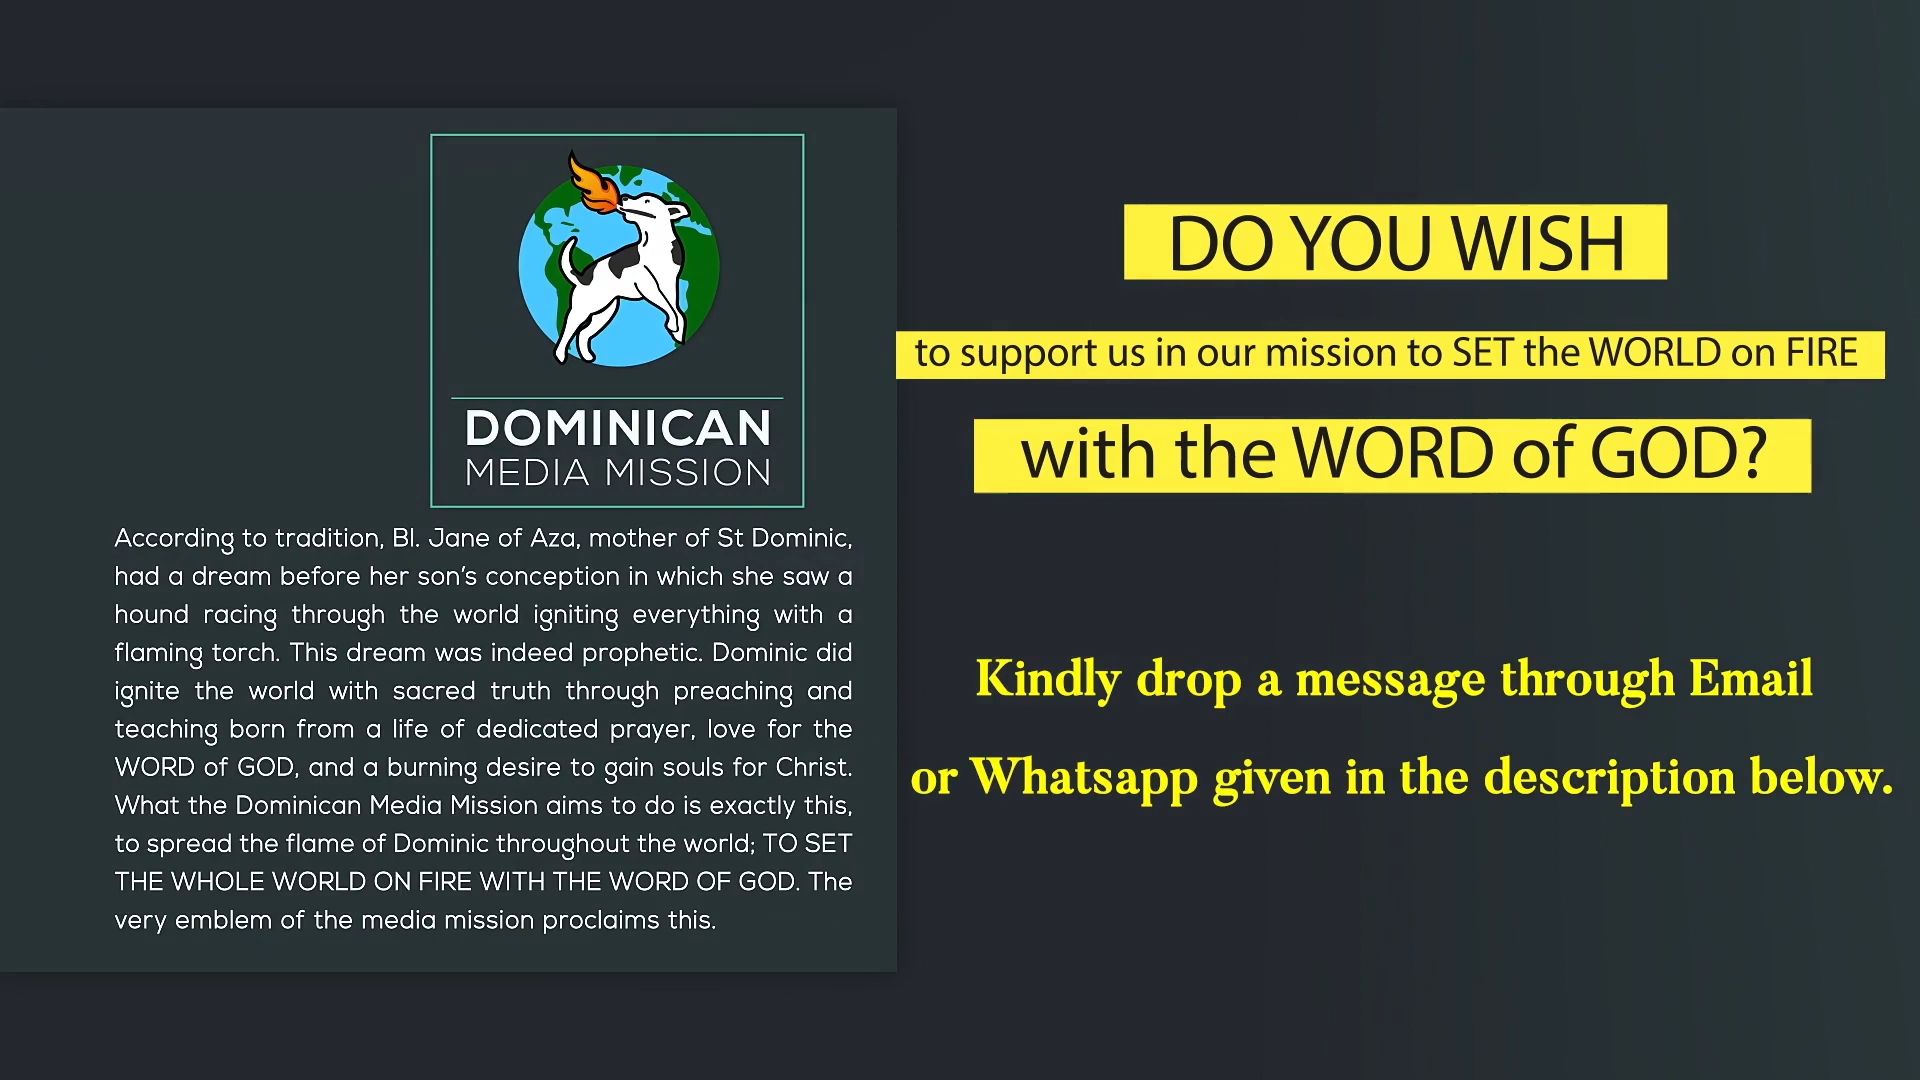 DOMINICAN
MEDIA MISSION
According to tradition, Bl. Jane of Aza, mother of St Dominic,
had a dream before her son’s conception in which she saw a
hound racing through the world igniting everything with a
flaming torch. This dream was indeed prophetic. Dominic did
ignite the world with sacred truth through preaching and
teaching born from a life of dedicated prayer, love for the
WORD of GOD, and a burning desire to gain souls for Christ.
What the Dominican Media Mission aims to do is exactly this,
to spread the flame of Dominic throughout the world; TO SET
THE WHOLE WORLD ON FIRE WITH THE WORD OF GOD. The
very emblem of the media mission proclaims this.
DO YOU WISH
to support us in our mission to SET the WORLD on FIRE
with the WORD of GOD?
Kindly drop a message through Email
or Whatsapp given in the description below.